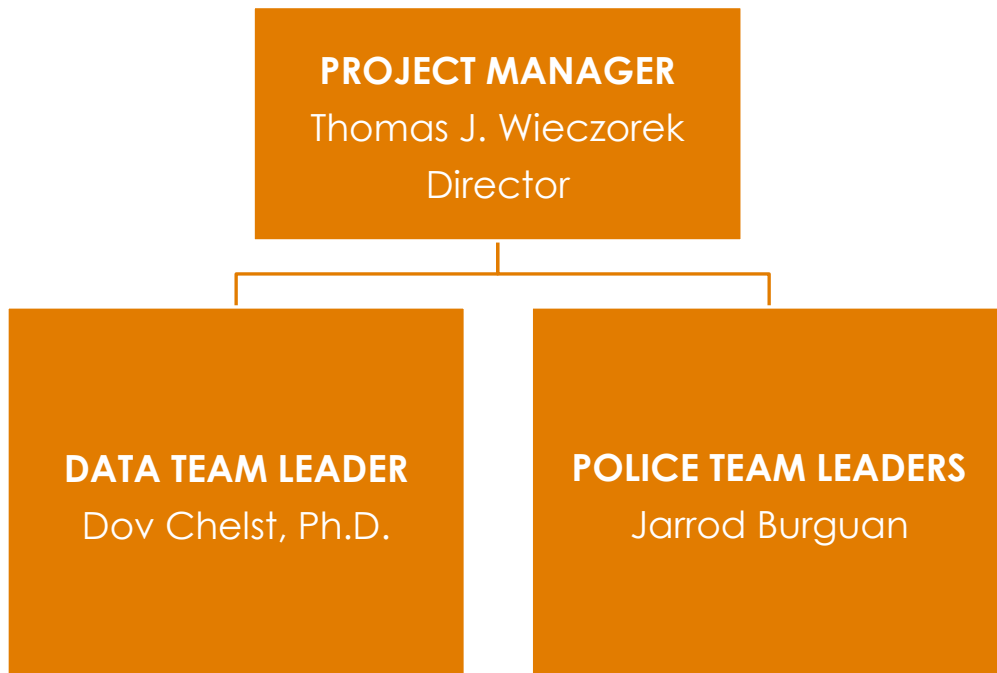 PROJECT MANAGER
Thomas J. Wieczorek
Director
DATA TEAM LEADER
Dov Chelst, Ph.D.
POLICE TEAM LEADERS
Jarrod Burguan